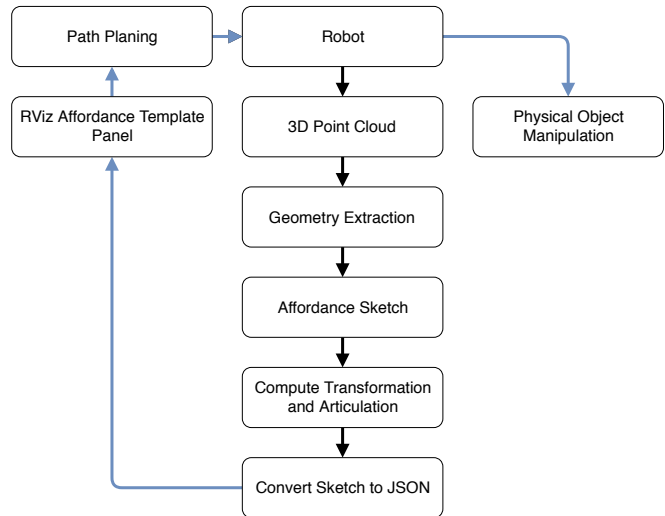 Path Planing
Robot
RViz Affordance Template
Panel
3D Point Cloud
Physical Object
Manipulation
Geometry Extraction
Affordance Sketch
Compute Transformation
and Articulation
Convert Sketch to JSON